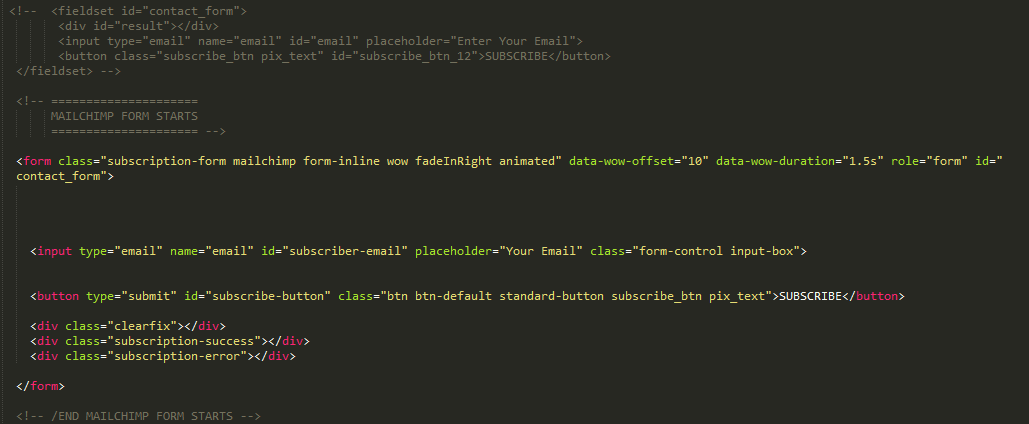 <!--  <fieldset id="contact_form">
<div id="result"></div>
<input type="email" name="email" id="email" placeholder="Enter Your Email">
<button class="subscribe_btn pix_text" id="subscribe_btn_12">SUBSCRIBE</button>
</fieldset> -->
<!-- =====================
MAILCHIMP FORM STARTS
===================== -->
<form class="subscription-form mailchimp form-inline wow fadeInRight animated" data-wow-offset="10" data-wow-duration="1.5s" role="form" id="
contact_form">
<input type="email" name="email" id="subscriber-email" placeholder="Your Email" class="form-control input-box">
<button type="submit" id="subscribe-button" class="btn btn-default standard-button subscribe_btn pix_text">SUBSCRIBE</button>
<div class="clearfix"></div>
<div class="subscription-success"></div>
<div class="subscription-error"></div>
</form>
<!-- /END MAILCHIMP FORM STARTS -->